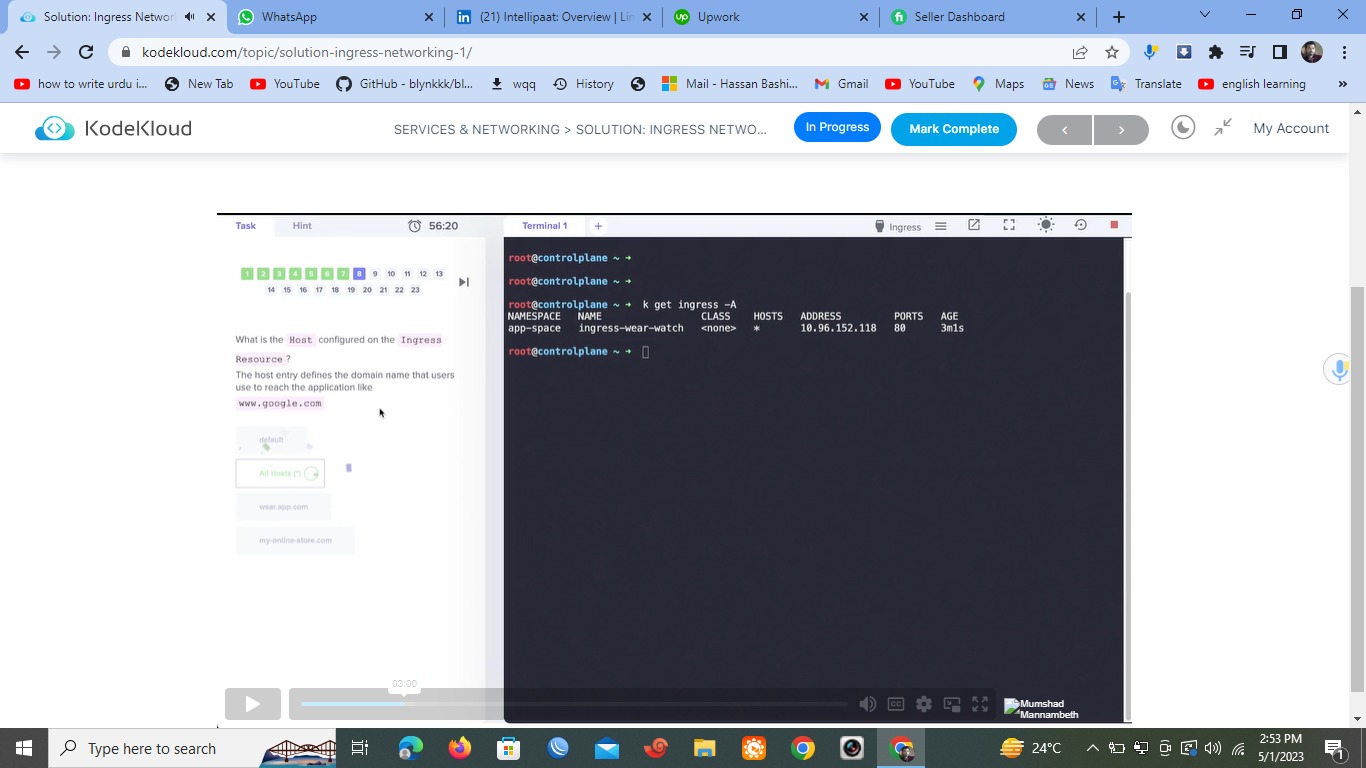 Solution: Ingress Networ
WhatsApp
(21) Intellipaat: Overview | Lin
Upwork
Seller Dashboard
kodekloud.com/topic/solution-ingress-networking-1/
how to write urdu i...
New Tab
YouTube
GitHub - blynkkk/bl...
wqq
History
Mail - Hassan Bashi...
Gmail
YouTube
Maps
News
Translate
english learning
»
KodeKloud
SERVICES & NETWORKING > SOLUTION: INGRESS NETWO...
In Progress
Mark Complete
My Account
Task
Hint
56:20
Terminal 1
+
Ingress
1 2 3 4 5 6 7 8 9 10 11 12 13
14 15 16 17 18 19 20 21 22 23
What is the Host configured on the Ingress
Resource ?
The host entry defines the domain name that users
use to reach the application like
www.google.com
default
All Hosts (*)
wear.app.com
my-online-store.com
root@controlplane ~ ➜
root@controlplane ~ ➜
root@controlplane ~ ➜ k get ingress -A
NAMESPACE NAME CLASS HOSTS ADDRESS PORTS AGE
app-space ingress-wear-watch <none> * 10.96.152.118 80 3m1s
root@controlplane ~ ➜
03:00
CC
Mumshad
Mannambeth
Type here to search
24°C
2:53 PM
5/1/2023
1